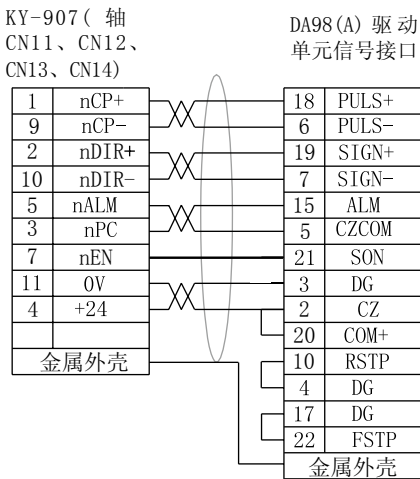 KY-907( 轴
CN11、CN12、
CN13、CN14)
DA98(A) 驱动
单元信号接口
1 nCP+
9 nCP-
2 nDIR+
10 nDIR-
5 nALM
3 nPC
7 nEN
11 0V
4 +24
金属外壳
18 PULS+
6 PULS-
19 SIGN+
7 SIGN-
15 ALM
5 CZCOM
21 SON
3 DG
2 CZ
20 COM+
10 RSTP
4 DG
17 DG
22 FSTP
金属外壳